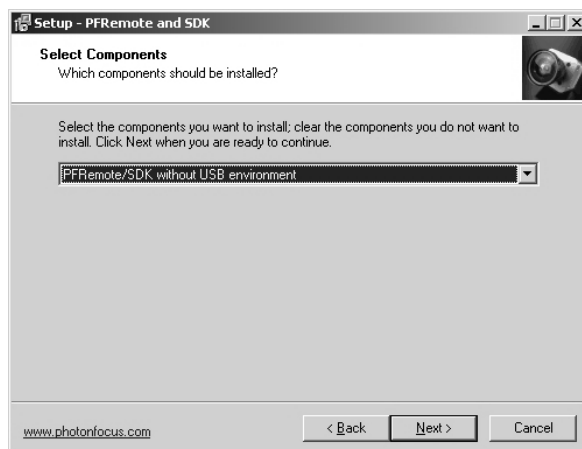 Setup - PFRemote and SDK
Select Components
Which components should be installed?
Select the components you want to install; clear the components you do not want to
install. Click Next when you are ready to continue.
PFRemote/SDK without USB environment
www.photonfocus.com
< Back
Next >
Cancel